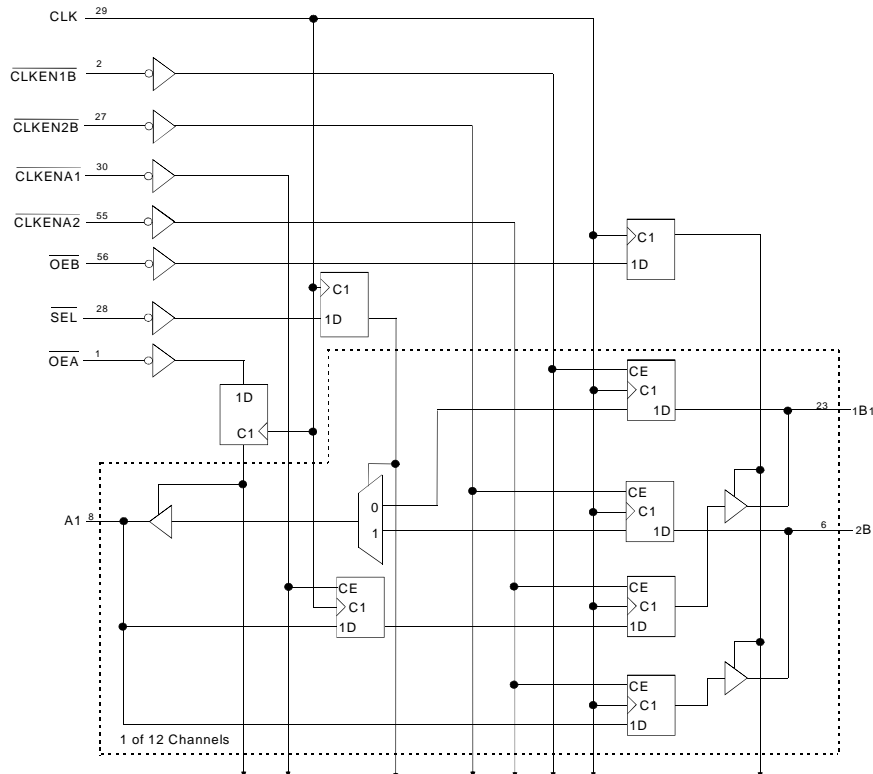 CLK 29
CLKEN1B 2
CLKEN2B 27
CLKENA1 30
CLKENA2 55
C1
OEB 56
1D
C1
SEL 28
1D
OEA 1
CE
1D
C1
1D
23 1B1
C1
0
CE
C1
A1 8
1
1D
6 2B
CE
CE
C1
C1
1D
1D
CE
C1
1D
1 of 12 Channels